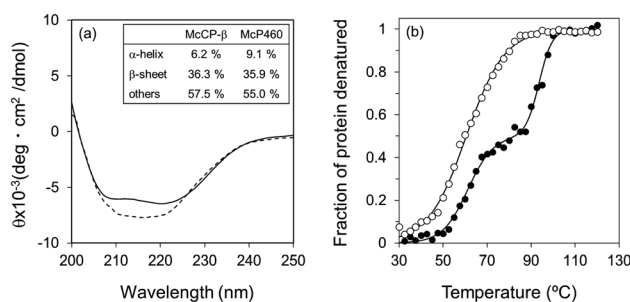 (a)
McCP-β McP460
α-helix 6.2 % 9.1 %
β-sheet 36.3 % 35.9 %
others 57.5 % 55.0 %
10
5
0
-5
-10
θx10⁻³(deg・cm² /dmol)
200 210 220 230 240 250
Wavelength (nm)
(b)
1
0.8
0.6
0.4
0.2
0
Fraction of protein denatured
30 50 70 90 110 130
Temperature (ºC)